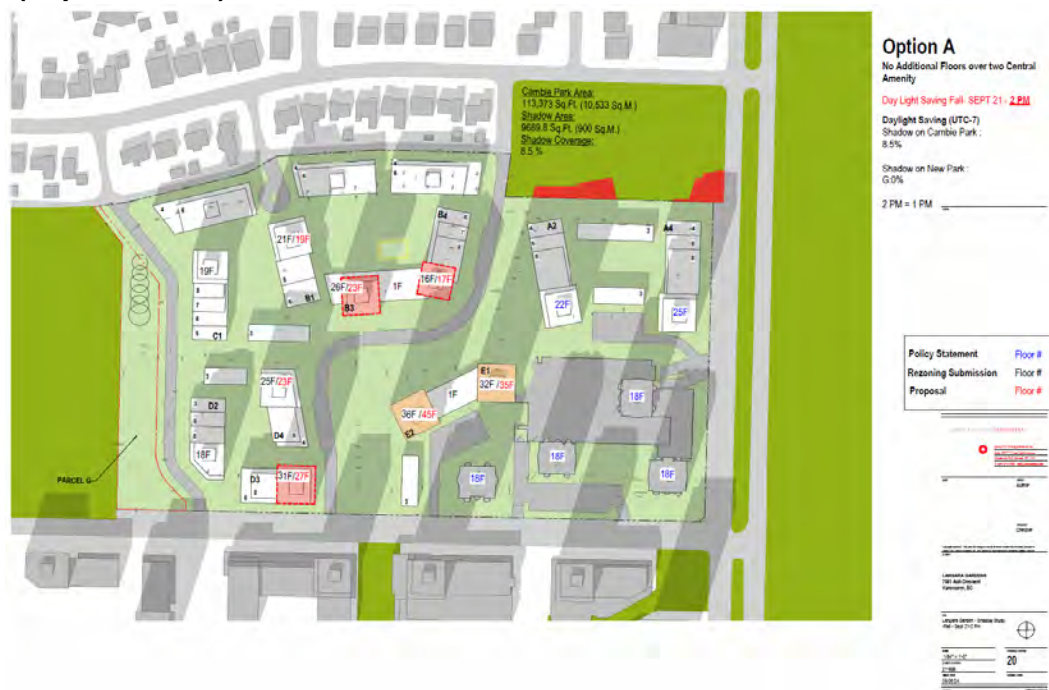 Option A
No Additional Floors over two Central
Amenity
Day Light Saving Fall- SEPT 21 - 2 PM
Daylight Saving (UTC-7)
Shadow on Cambie Park :
8.5%
Shadow on New Park :
2 PM = 1 PM
Cambie Park Area:
113,373 Sq.Ft. (10,533 Sq.M.)
Shadow Area:
9689.8 Sq.Ft. (900 Sq.M.)
Shadow Coverage:
8.5 %
B4
A2
A4
21F/19F
19F
26F/23F
B3
1F
16F/17F
B1
22F
25F
C1
Policy Statement Floor #
Rezoning Submission Floor #
Proposal Floor #
25F/23F
E1
32F /35F
1F
36F /45F
E2
18F
D2
D4
18F
18F
18F
18F
D3
31F/27F
PARCEL G
LANGARA GARDENS
Vancouver, BC
20